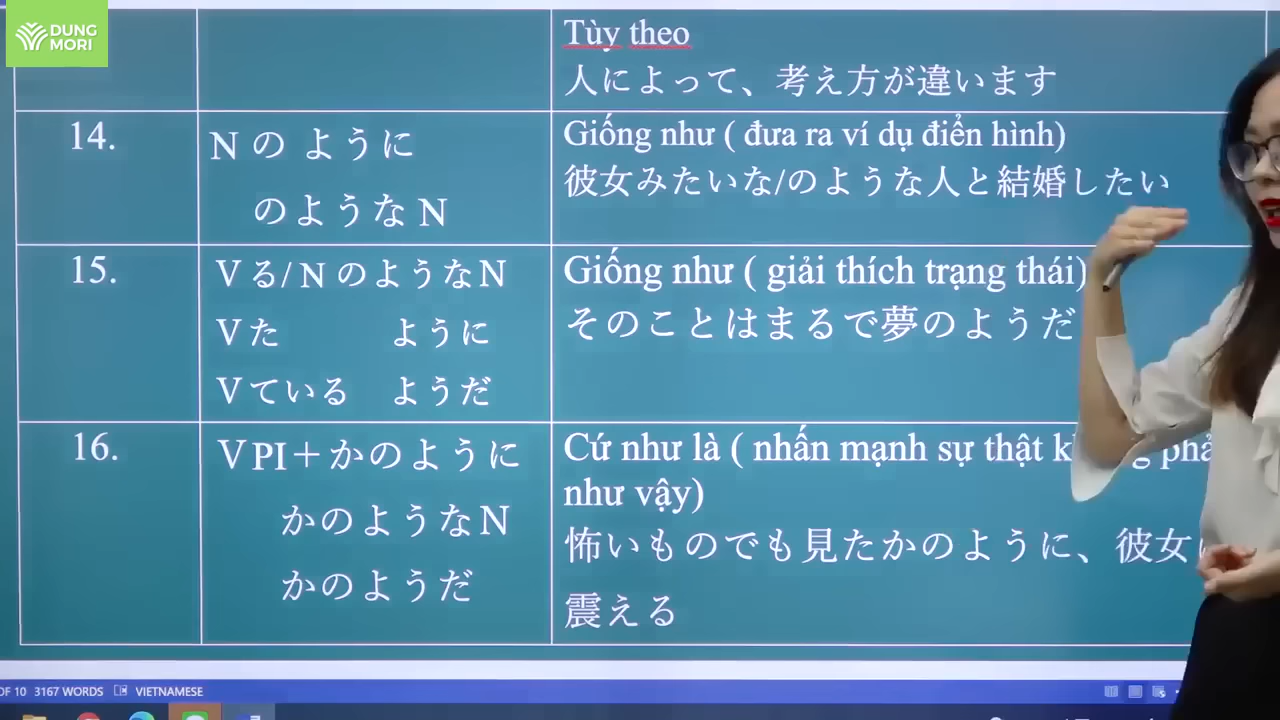 DUNG
MORI
Tùy theo
人によって、考え方が違います
14.
N の ように
のような N
Giống như ( đưa ra ví dụ điển hình)
彼女みたいな/のような人と結婚したい
15.
Vる/N のようなN
Vた ように
Vている ようだ
Giống như ( giải thích trạng thái)
そのことはまるで夢のようだ
16.
VPI＋かのように
かのようなN
かのようだ
Cứ như là ( nhấn mạnh sự thật
như vậy)
怖いものでも見たかのように、彼女
震える
OF 10 3167 WORDS VIETNAMESE